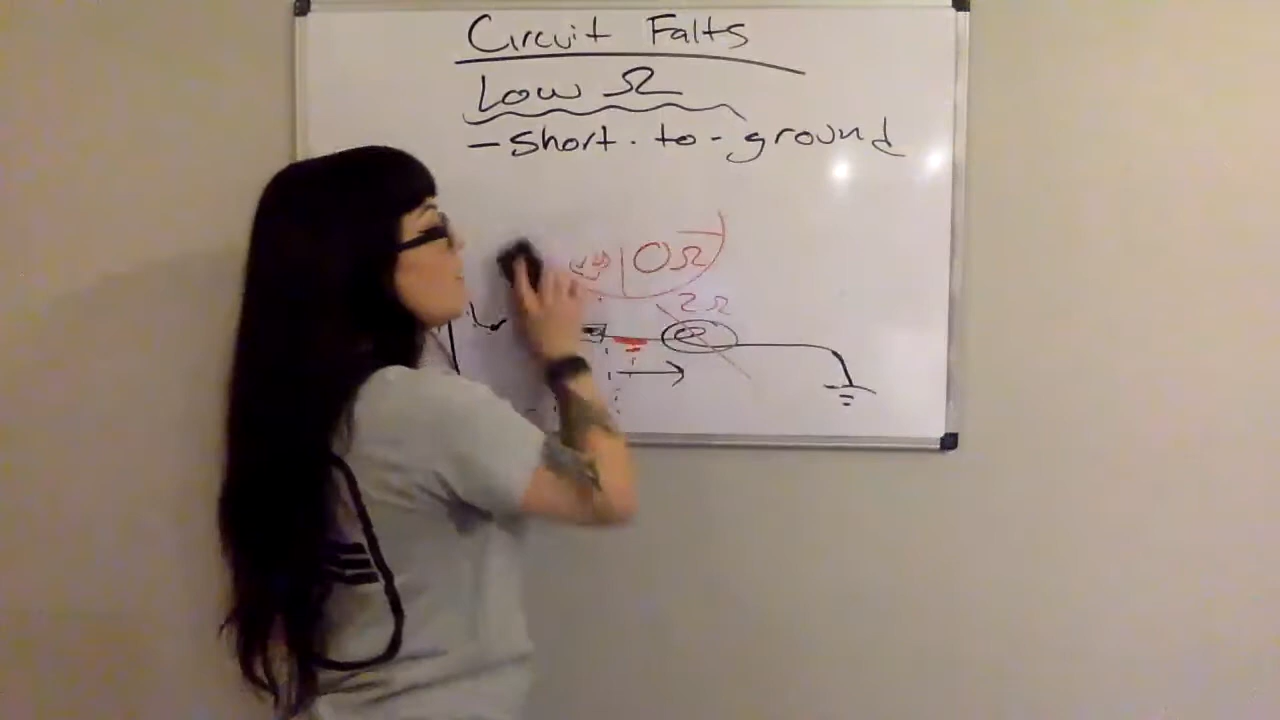 Circuit Falts
Low Ω
- short-to-ground
0Ω
2Ω